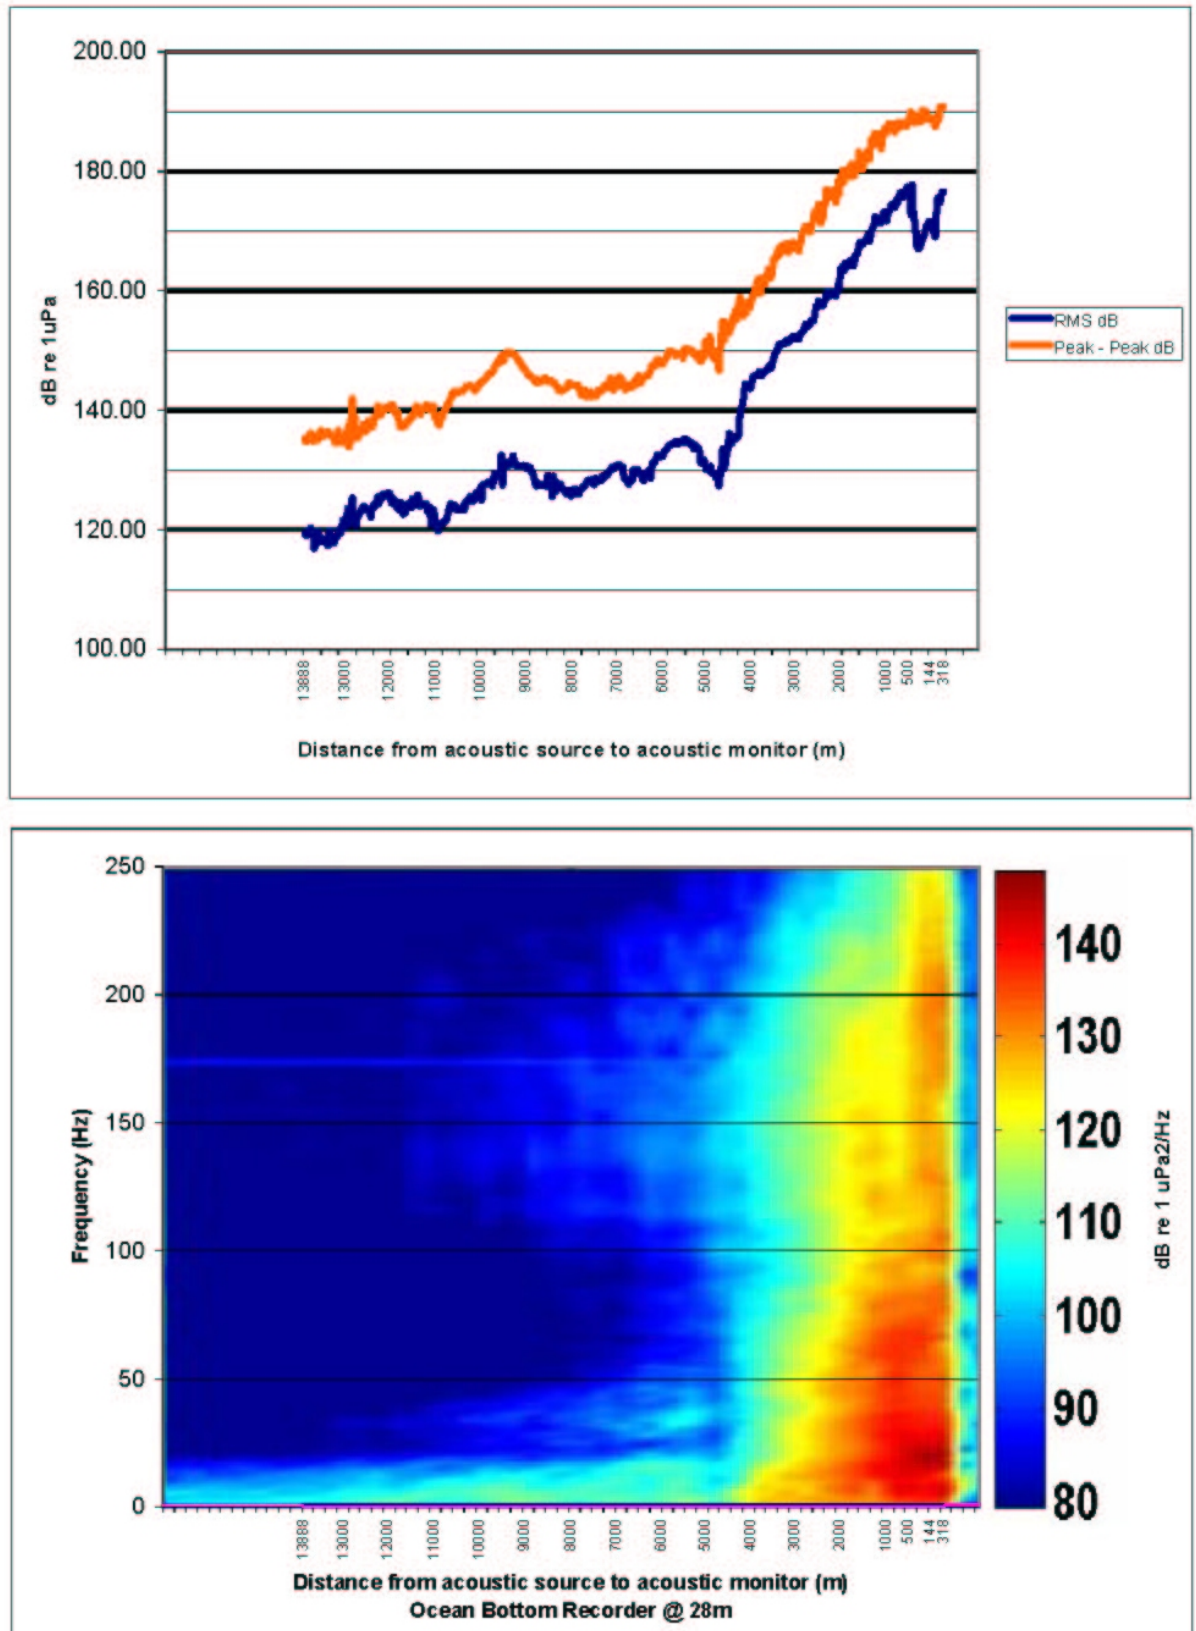 200.00
180.00
160.00
140.00
120.00
100.00
dB re 1uPa
RMS dB
Peak - Peak dB
13888 13000 12000 11000 10000 9000 8000 7000 6000 5000 4000 3000 2000 1000 500 144 318
Distance from acoustic source to acoustic monitor (m)
250
200
150
100
50
0
Frequency (Hz)
140
130
120
110
100
90
80
dB re 1 uPa2/Hz
13888 13000 12000 11000 10000 9000 8000 7000 6000 5000 4000 3000 2000 1000 500 144 318
Distance from acoustic source to acoustic monitor (m)
Ocean Bottom Recorder @ 28m